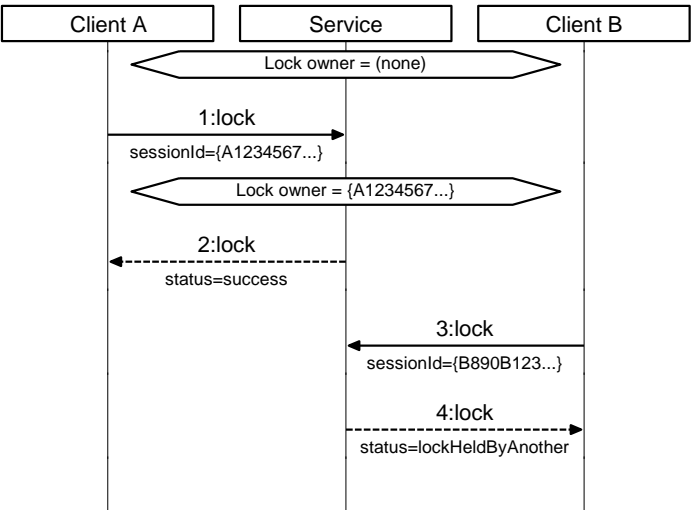 Client A
Service
Client B
Lock owner = (none)
1:lock
sessionId={A1234567...}
Lock owner = {A1234567...}
2:lock
status=success
3:lock
sessionId={B890B123...}
4:lock
status=lockHeldByAnother